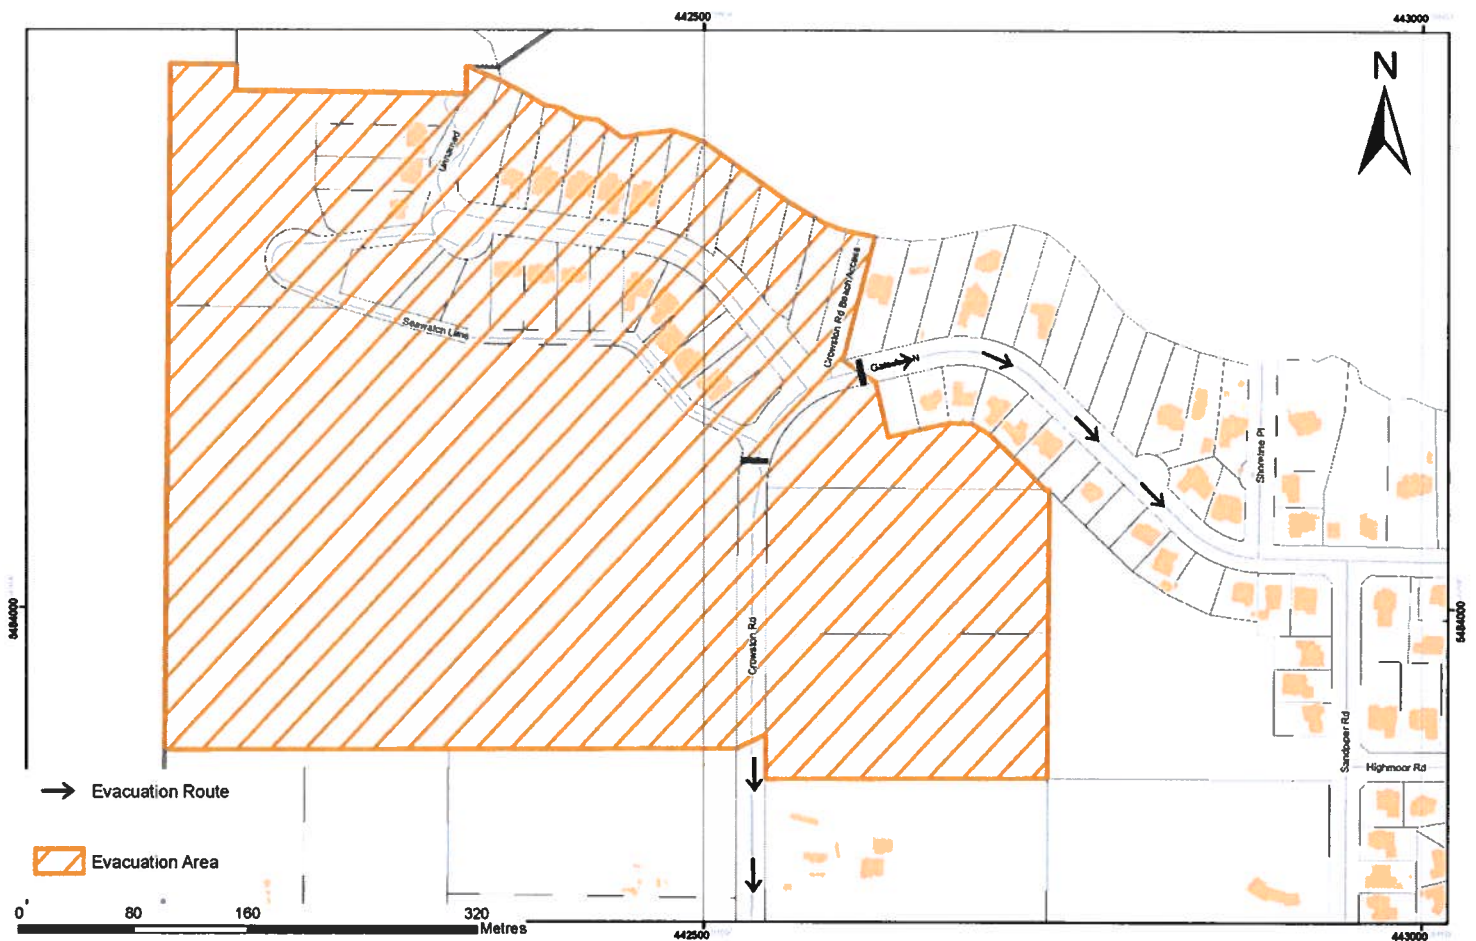 442500
443000
N
Unnamed
Crowston Rd Beach Access
Seawatch Lane
N
Shoreline Pl
5484000
5484000
Crowston Rd
Sandpiper Rd
Highmoor Rd
Evacuation Route
Evacuation Area
0
80
160
320
Metres
442500
443000